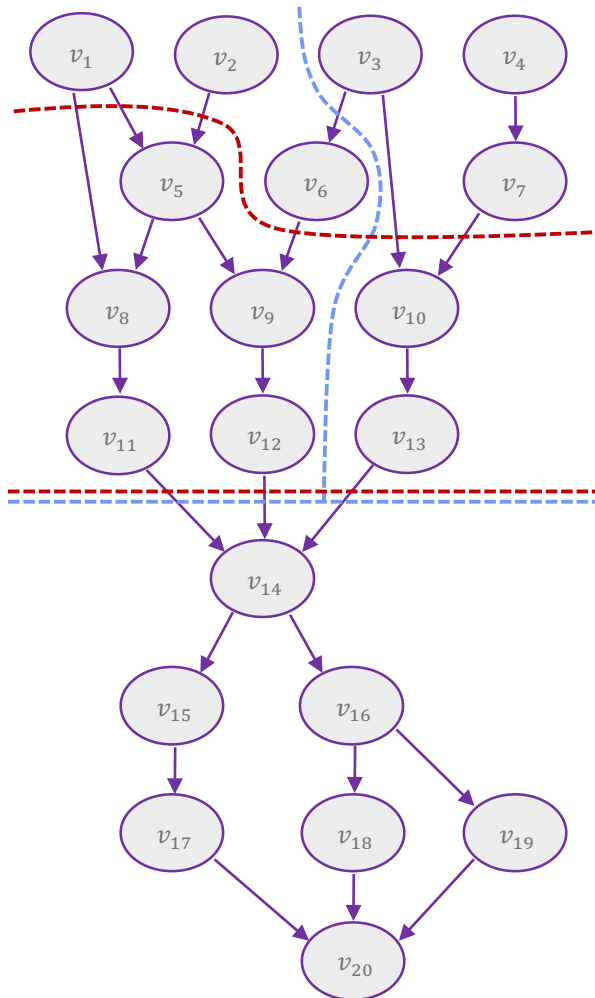 v₁ v₂ v₃ v₄
v₅ v₆ v₇
v₈ v₉ v₁₀
v₁₁ v₁₂ v₁₃
v₁₄
v₁₅ v₁₆
v₁₇ v₁₈ v₁₉
v₂₀